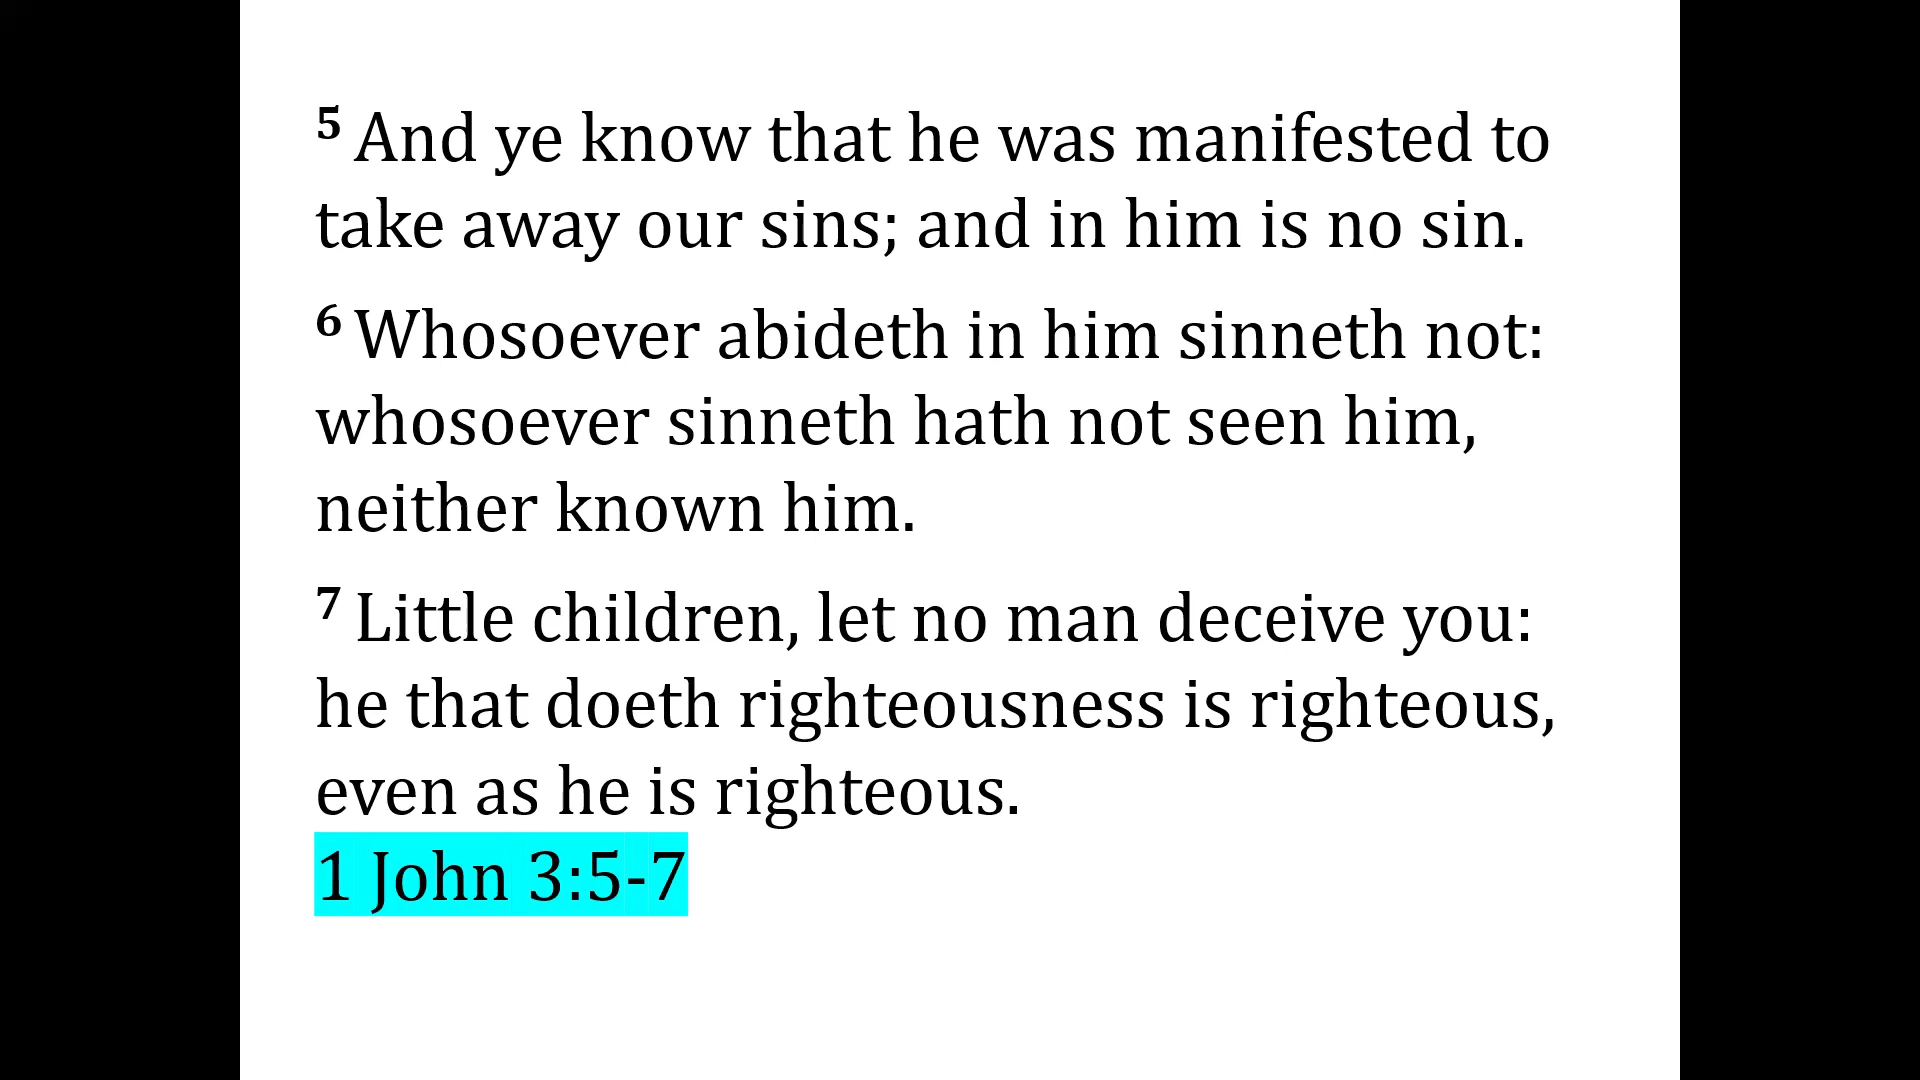 5 And ye know that he was manifested to
take away our sins; and in him is no sin.
6 Whosoever abideth in him sinneth not:
whosoever sinneth hath not seen him,
neither known him.
7 Little children, let no man deceive you:
he that doeth righteousness is righteous,
even as he is righteous.
1 John 3:5-7